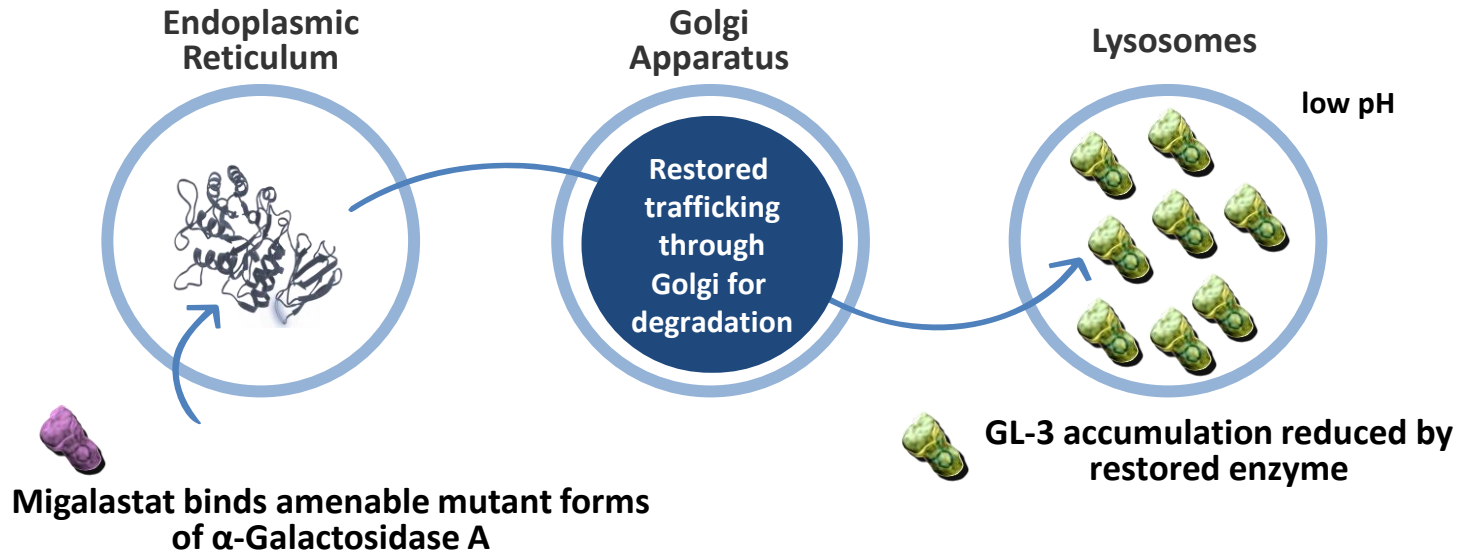 Endoplasmic
Reticulum
Golgi
Apparatus
Lysosomes
low pH
Restored
trafficking
through
Golgi for
degradation
Migalastat binds amenable mutant forms
of α-Galactosidase A
GL-3 accumulation reduced by
restored enzyme